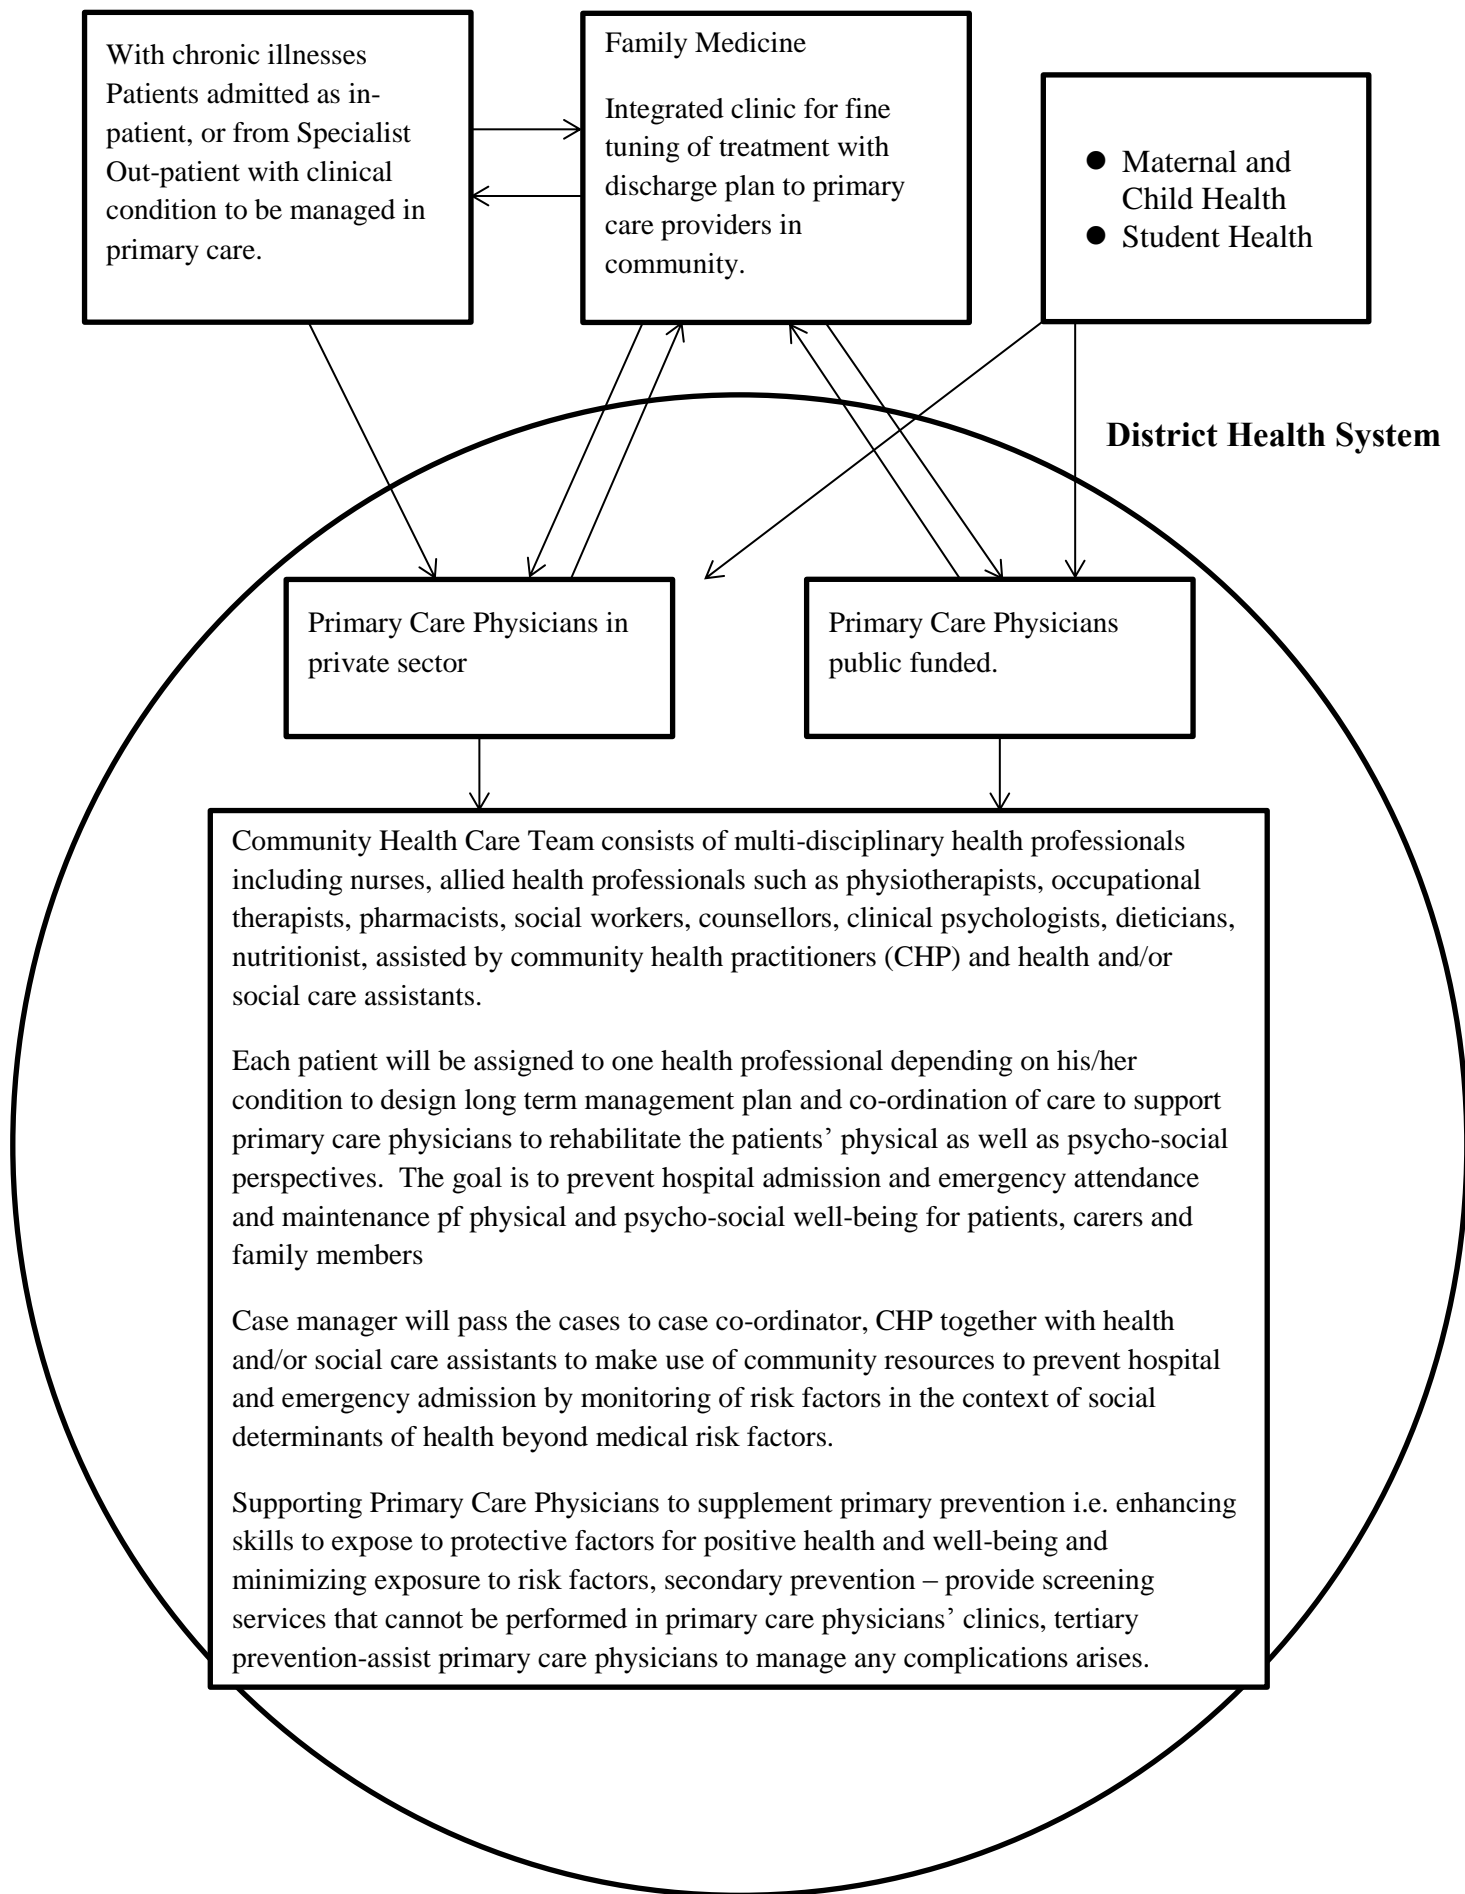 With chronic illnesses
Patients admitted as in-
patient, or from Specialist
Out-patient with clinical
condition to be managed in
primary care.
Family Medicine
Integrated clinic for fine
tuning of treatment with
discharge plan to primary
care providers in
community.
● Maternal and
Child Health
● Student Health
District Health System
Primary Care Physicians in
private sector
Primary Care Physicians
public funded.
Community Health Care Team consists of multi-disciplinary health professionals
including nurses, allied health professionals such as physiotherapists, occupational
therapists, pharmacists, social workers, counsellors, clinical psychologists, dieticians,
nutritionist, assisted by community health practitioners (CHP) and health and/or
social care assistants.
Each patient will be assigned to one health professional depending on his/her
condition to design long term management plan and co-ordination of care to support
primary care physicians to rehabilitate the patients’ physical as well as psycho-social
perspectives.  The goal is to prevent hospital admission and emergency attendance
and maintenance pf physical and psycho-social well-being for patients, carers and
family members
Case manager will pass the cases to case co-ordinator, CHP together with health
and/or social care assistants to make use of community resources to prevent hospital
and emergency admission by monitoring of risk factors in the context of social
determinants of health beyond medical risk factors.
Supporting Primary Care Physicians to supplement primary prevention i.e. enhancing
skills to expose to protective factors for positive health and well-being and
minimizing exposure to risk factors, secondary prevention – provide screening
services that cannot be performed in primary care physicians’ clinics, tertiary
prevention-assist primary care physicians to manage any complications arises.